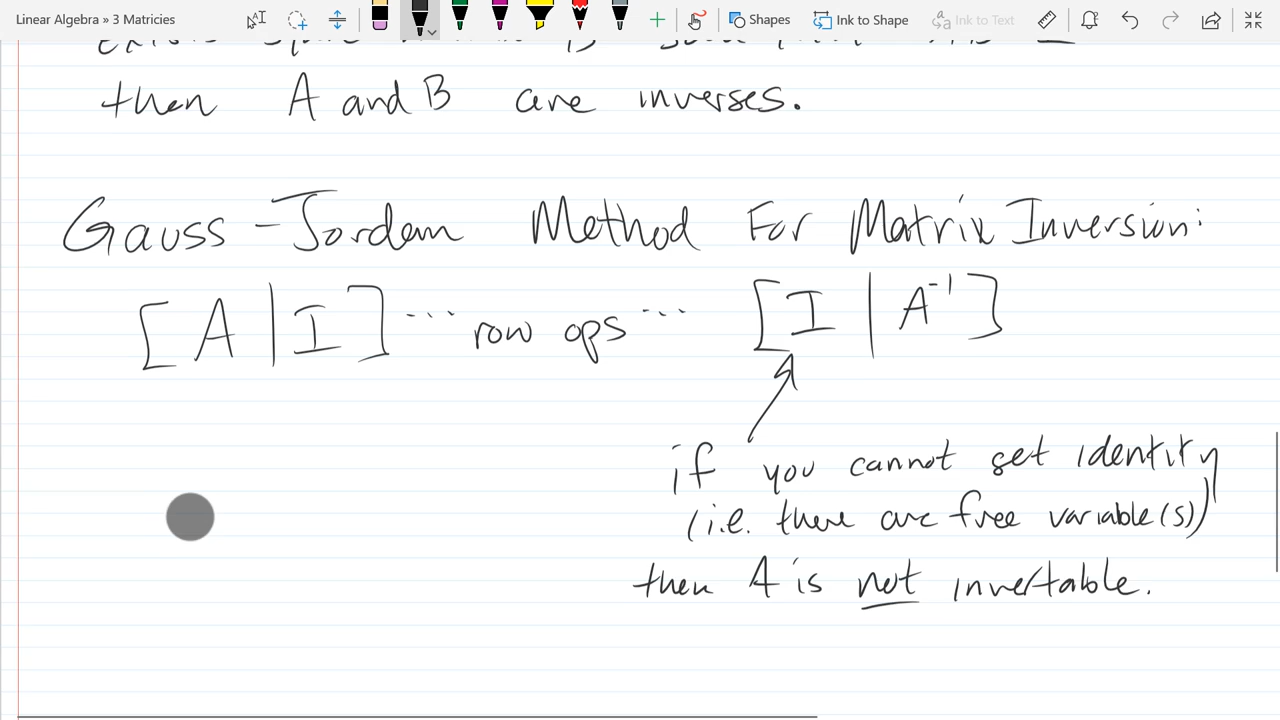 Linear Algebra » 3 Matricies
Shapes
Ink to Shape
Ink to Text
then A and B are inverses.
Gauss-Jordan Method For Matrix Inversion:
[A | I] ... row ops ... [I | A⁻¹]
if you cannot get identity
(i.e. there are free variable(s))
then A is not invertable.